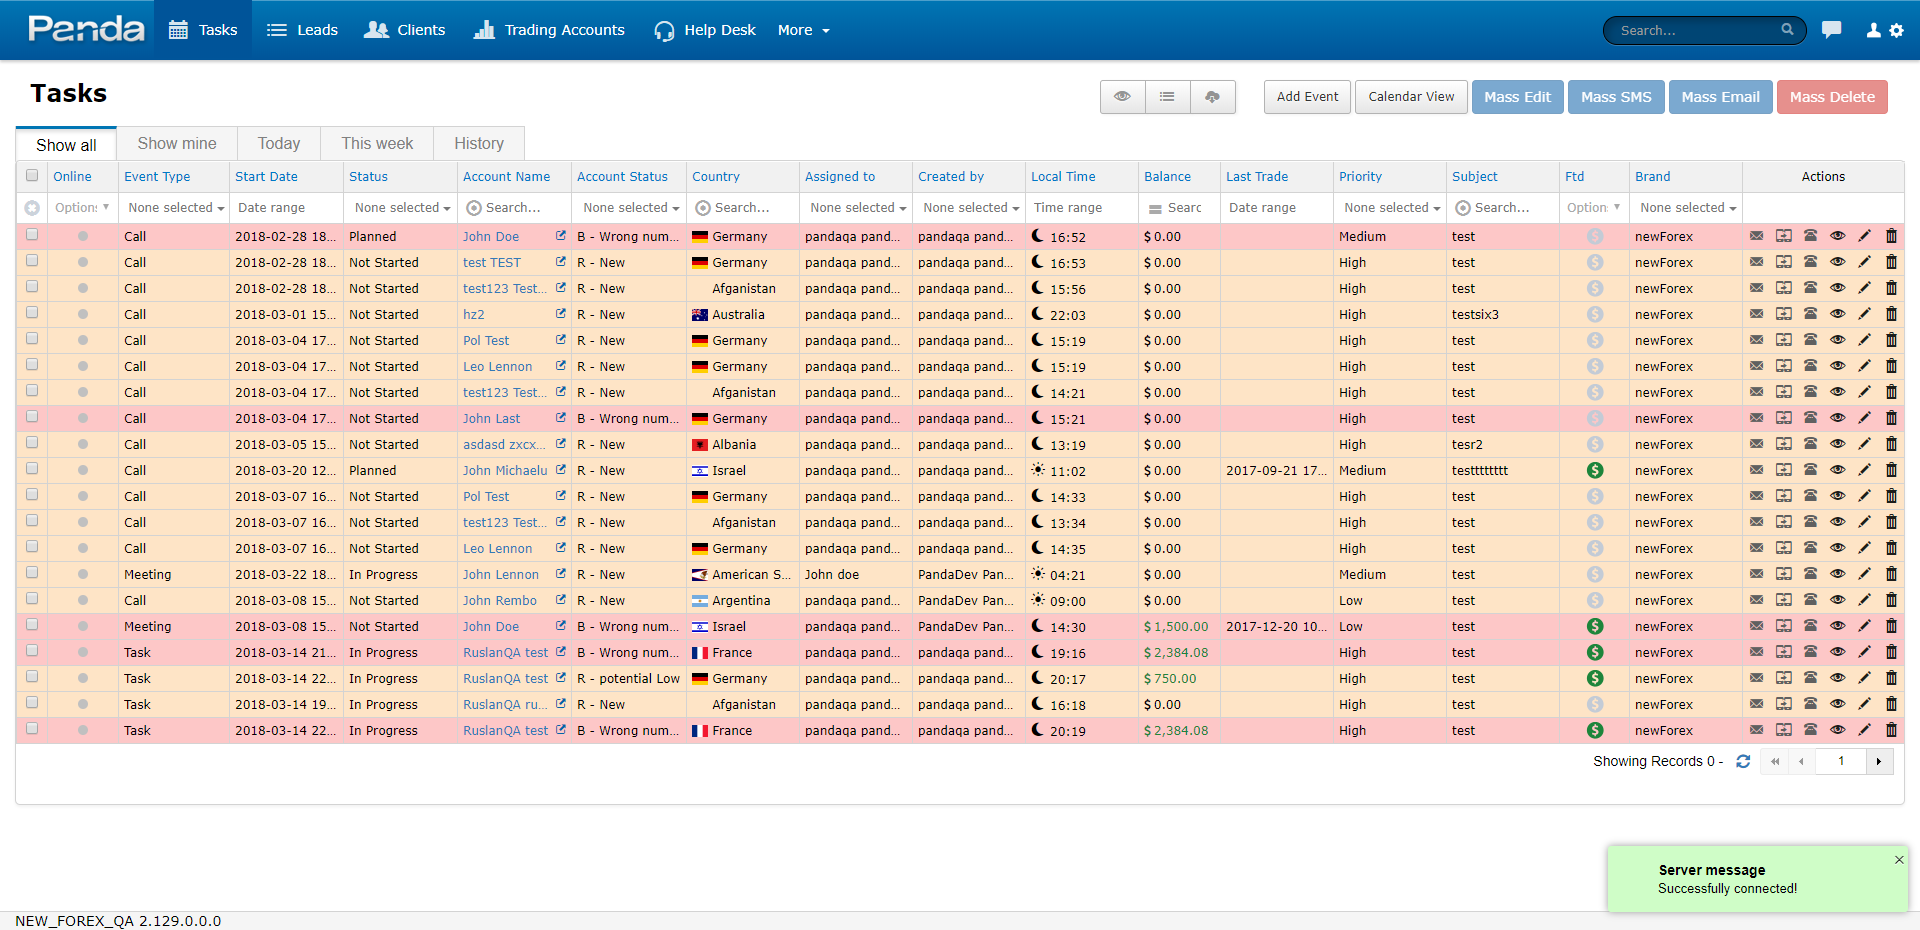 Panda Tasks Leads Clients Trading Accounts Help Desk More Search...
Tasks Add Event Calendar View Mass Edit Mass SMS Mass Email Mass Delete
Show all Show mine Today This week History
Online Event Type Start Date Status Account Name Account Status Country Assigned to Created by Local Time Balance Last Trade Priority Subject Ftd Brand Actions
Options None selected Date range None selected Search... None selected Search... None selected None selected Time range Searc Date range None selected Search... Option None selected
Call 2018-02-28 18... Planned John Doe B - Wrong num... Germany pandaqa pand... pandaqa pand... 16:52 $ 0.00 Medium test newForex
Call 2018-02-28 18... Not Started test TEST R - New Germany pandaqa pand... pandaqa pand... 16:53 $ 0.00 High test newForex
Call 2018-02-28 18... Not Started test123 Test... R - New Afganistan pandaqa pand... pandaqa pand... 15:56 $ 0.00 High test newForex
Call 2018-03-01 15... Not Started hz2 R - New Australia pandaqa pand... pandaqa pand... 22:03 $ 0.00 High testsix3 newForex
Call 2018-03-04 17... Not Started Pol Test R - New Germany pandaqa pand... pandaqa pand... 15:19 $ 0.00 High test newForex
Call 2018-03-04 17... Not Started Leo Lennon R - New Germany pandaqa pand... pandaqa pand... 15:19 $ 0.00 High test newForex
Call 2018-03-04 17... Not Started test123 Test... R - New Afganistan pandaqa pand... pandaqa pand... 14:21 $ 0.00 High test newForex
Call 2018-03-04 17... Not Started John Last B - Wrong num... Germany pandaqa pand... pandaqa pand... 15:21 $ 0.00 High test newForex
Call 2018-03-05 15... Not Started asdasd zxcx... R - New Albania pandaqa pand... pandaqa pand... 13:19 $ 0.00 High tesr2 newForex
Call 2018-03-20 12... Planned John Michaelu R - New Israel pandaqa pand... pandaqa pand... 11:02 $ 0.00 2017-09-21 17... Medium testttttttt newForex
Call 2018-03-07 16... Not Started Pol Test R - New Germany pandaqa pand... pandaqa pand... 14:33 $ 0.00 High test newForex
Call 2018-03-07 16... Not Started test123 Test... R - New Afganistan pandaqa pand... pandaqa pand... 13:34 $ 0.00 High test newForex
Call 2018-03-07 16... Not Started Leo Lennon R - New Germany pandaqa pand... pandaqa pand... 14:35 $ 0.00 High test newForex
Meeting 2018-03-22 18... In Progress John Lennon R - New American S... John doe PandaDev Pan... 04:21 $ 0.00 Medium test newForex
Call 2018-03-08 15... Not Started John Rembo R - New Argentina pandaqa pand... PandaDev Pan... 09:00 $ 0.00 Low test newForex
Meeting 2018-03-08 15... Not Started John Doe B - Wrong num... Israel pandaqa pand... PandaDev Pan... 14:30 $ 1,500.00 2017-12-20 10... Low test newForex
Task 2018-03-14 21... In Progress RuslanQA test B - Wrong num... France pandaqa pand... pandaqa pand... 19:16 $ 2,384.08 High test newForex
Task 2018-03-14 22... In Progress RuslanQA test R - potential Low Germany pandaqa pand... pandaqa pand... 20:17 $ 750.00 High test newForex
Task 2018-03-14 19... In Progress RuslanQA ru... R - New Afganistan pandaqa pand... pandaqa pand... 16:18 $ 0.00 High test newForex
Task 2018-03-14 22... In Progress RuslanQA test B - Wrong num... France pandaqa pand... pandaqa pand... 20:19 $ 2,384.08 High test newForex
Showing Records 0 - 1
Server message
Successfully connected!
NEW_FOREX_QA 2.129.0.0.0